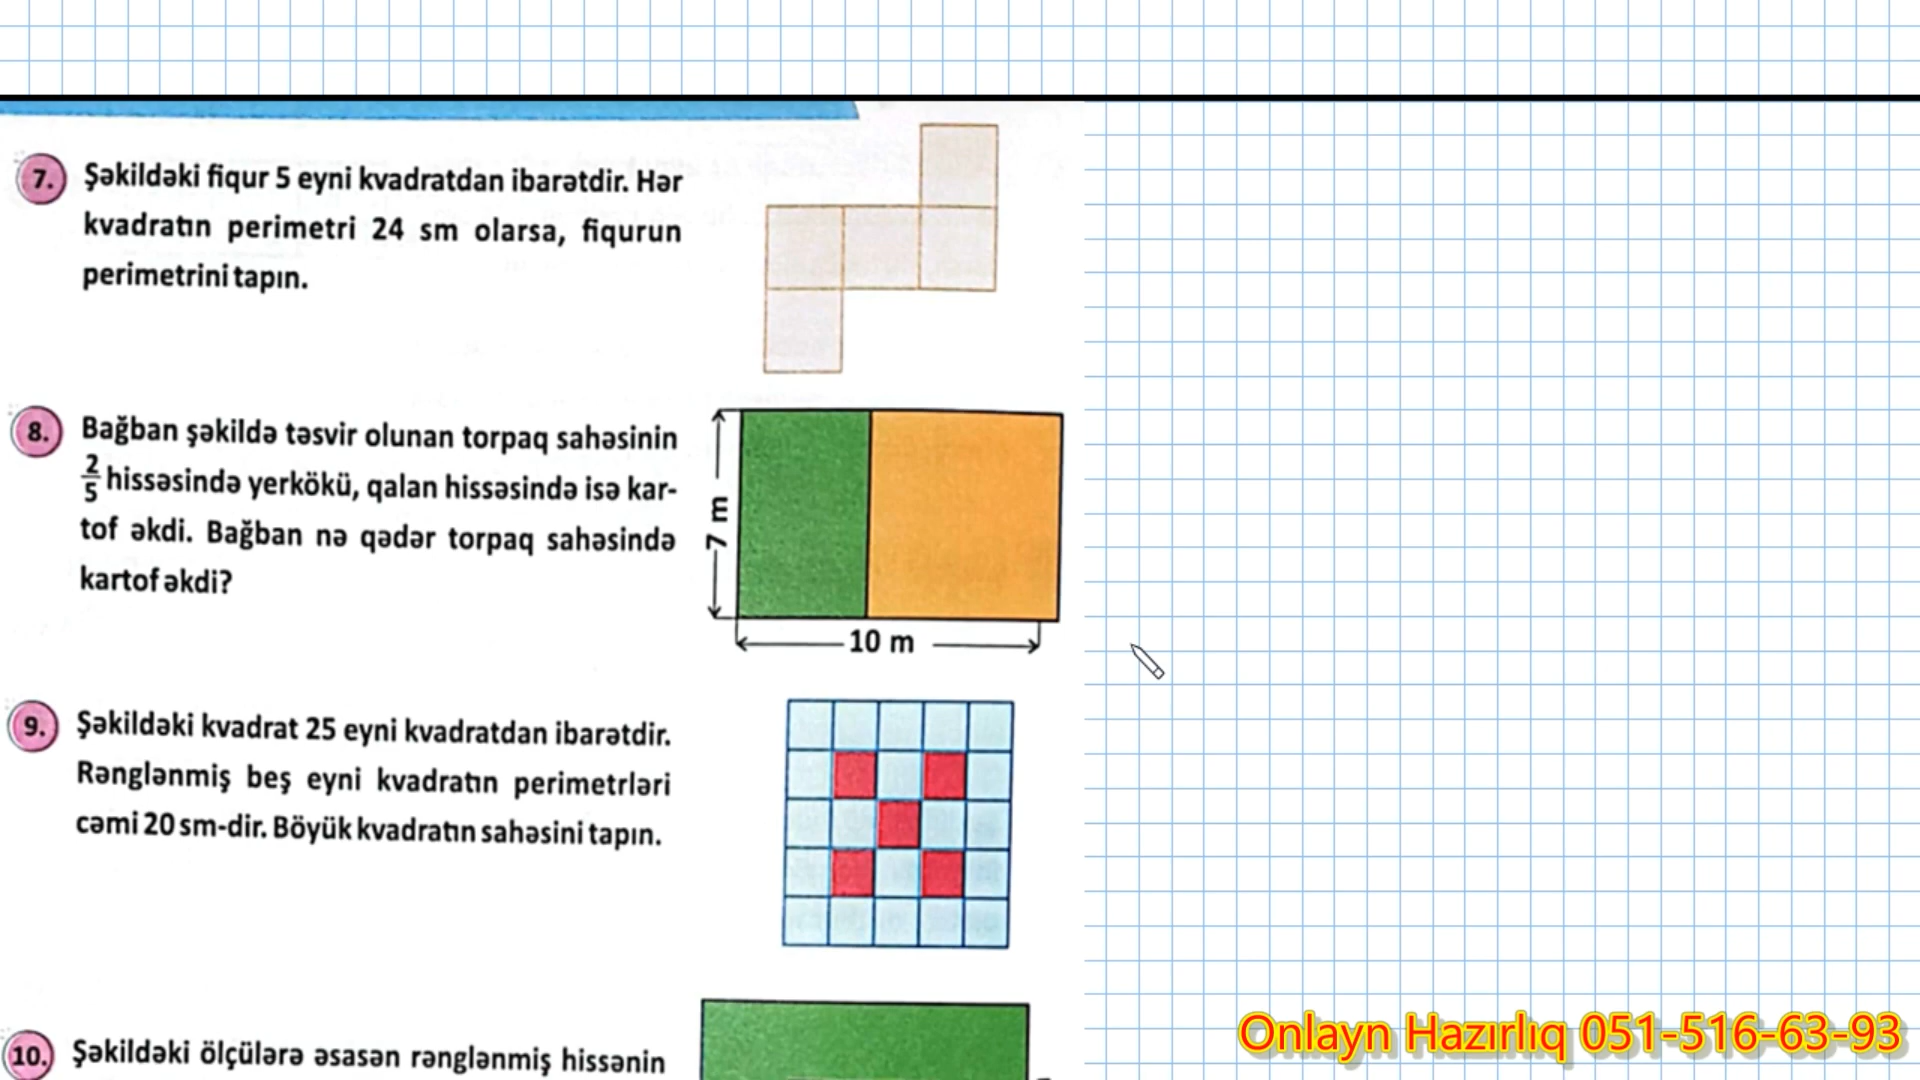 7. Şəkildəki fiqur 5 eyni kvadratdan ibarətdir. Hər
kvadratın perimetri 24 sm olarsa, fiqurun
perimetrini tapın.
8. Bağban şəkildə təsvir olunan torpaq sahəsinin
2/5 hissəsində yerkökü, qalan hissəsində isə kar-
tof əkdi. Bağban nə qədər torpaq sahəsində
kartof əkdi?
7 m
10 m
9. Şəkildəki kvadrat 25 eyni kvadratdan ibarətdir.
Rənglənmiş beş eyni kvadratın perimetrləri
cəmi 20 sm-dir. Böyük kvadratın sahəsini tapın.
10. Şəkildəki ölçülərə əsasən rənglənmiş hissənin
Onlayn Hazırlıq 051-516-63-93